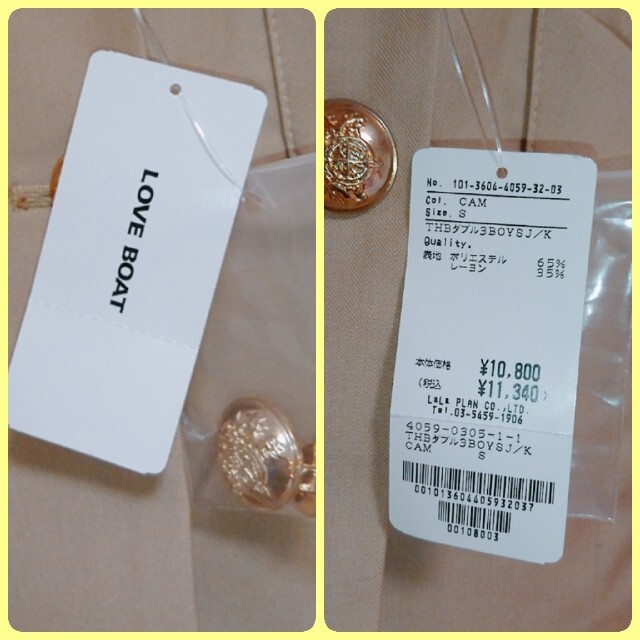 LOVE BOAT
No. 101-3604-4059-32-03
Col. CAM
Size. S
THBダブル3BOYSJ/K
Quality.
表地 ポリエステル 65%
レーヨン 35%
本体価格 ¥10,800
(税込 ¥11,340)
LaLa PLAN CO.,LTD.
Tel.03-5459-1906
4059-0305-1-1
THBダブル3BOYSJ/K
CAM S
001013604405932037
00108003